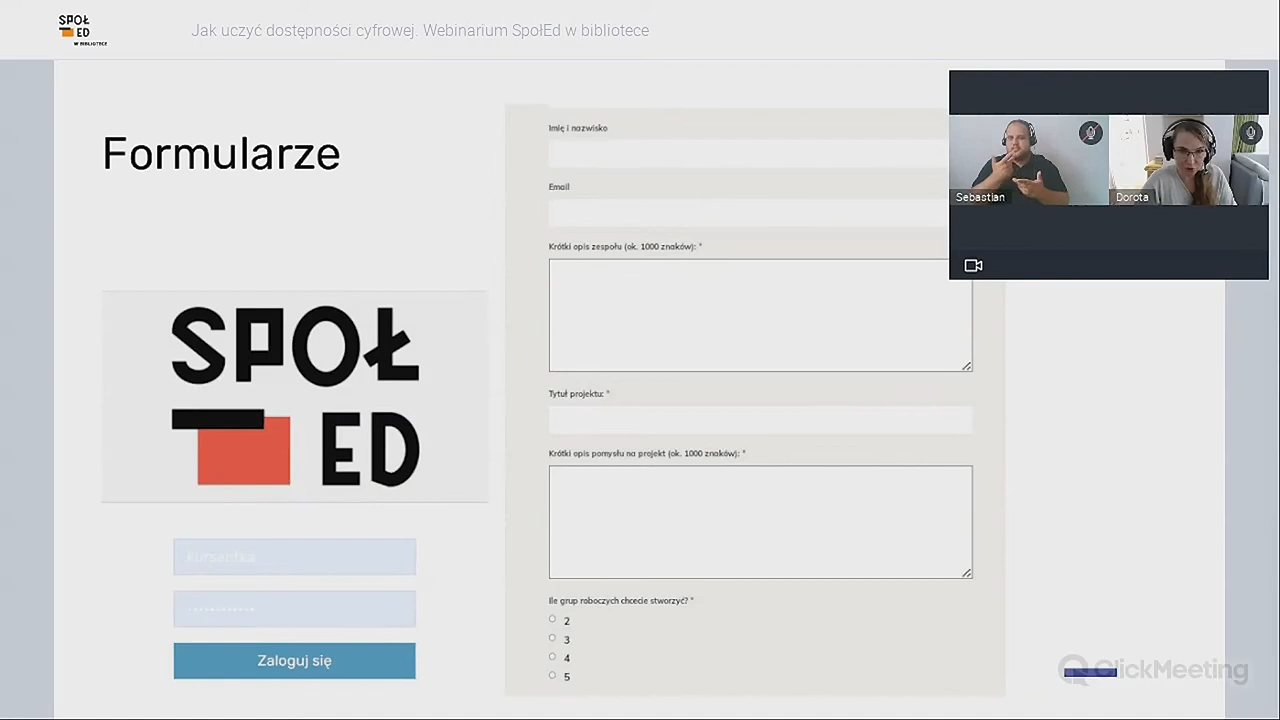 SPOŁ
ED
W BIBLIOTECE
Jak uczyć dostępności cyfrowej. Webinarium SpołEd w bibliotece
Formularze
SPOŁ
ED
Zaloguj się
Imię i nazwisko
Email
Krótki opis zespołu (ok. 1000 znaków): *
Tytuł projektu: *
Krótki opis pomysłu na projekt (ok. 1000 znaków): *
Ile grup roboczych chcecie stworzyć? *
2
3
4
5
Sebastian
Dorota
ClickMeeting